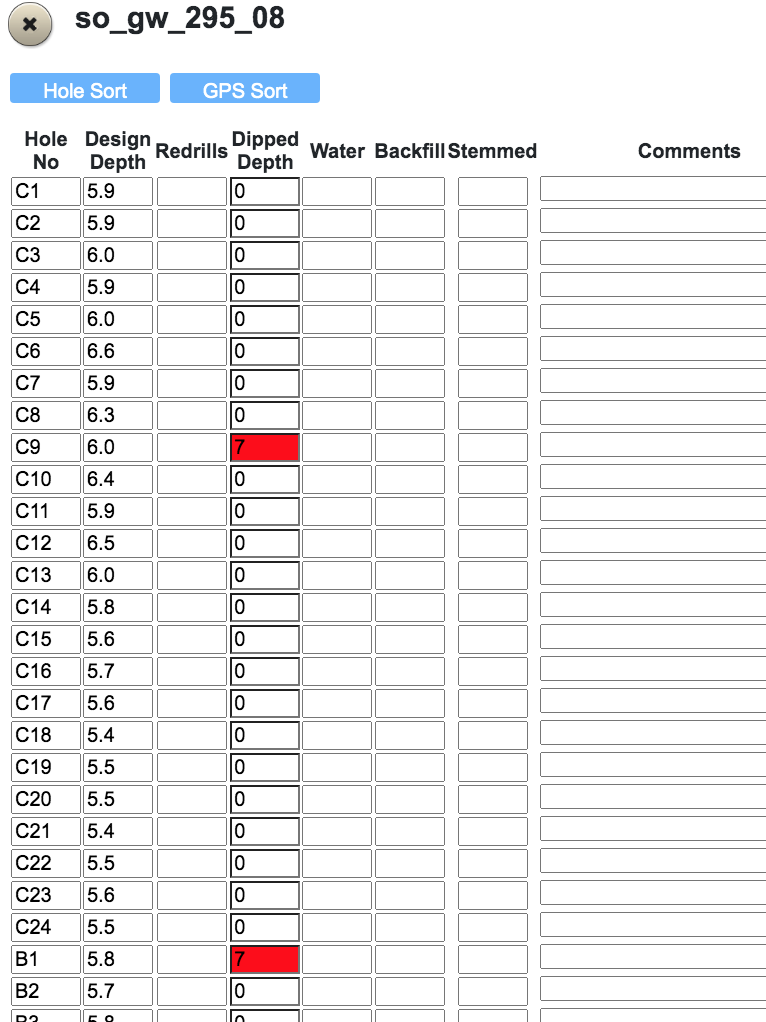 so_gw_295_08
Hole Sort GPS Sort
Hole No Design Depth Redrills Dipped Depth Water Backfill Stemmed Comments
C1 5.9 0
C2 5.9 0
C3 6.0 0
C4 5.9 0
C5 6.0 0
C6 6.6 0
C7 5.9 0
C8 6.3 0
C9 6.0 7
C10 6.4 0
C11 5.9 0
C12 6.5 0
C13 6.0 0
C14 5.8 0
C15 5.6 0
C16 5.7 0
C17 5.6 0
C18 5.4 0
C19 5.5 0
C20 5.5 0
C21 5.4 0
C22 5.5 0
C23 5.6 0
C24 5.5 0
B1 5.8 7
B2 5.7 0